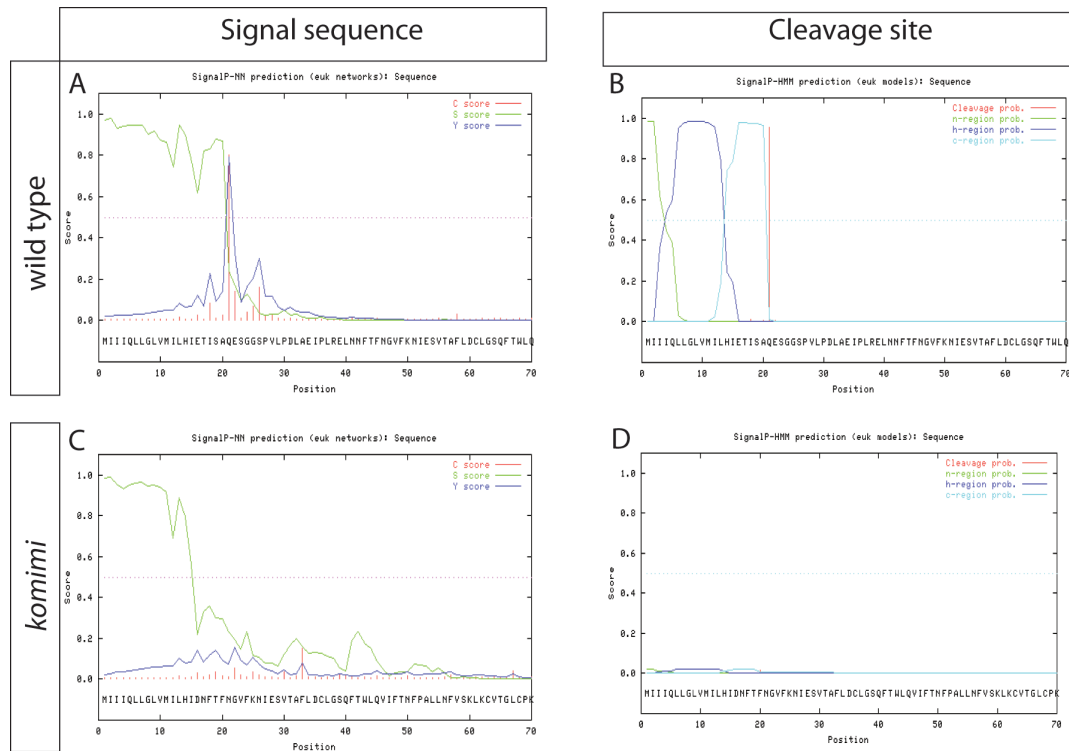 Signal sequence
Cleavage site
wild type
komimi
A
SignalP-NN prediction (euk networks): Sequence
C score
S score
Y score
1.0
0.8
0.6
0.4
0.2
0.0
Score
MIIIQLLGLVMILHIETISAQESGGSPVLPDLAEIPLRELNNFTFNGVFKNIESVTAFLDCLGSQFTWLQ
0 10 20 30 40 50 60 70
Position
B
SignalP-HMM prediction (euk models): Sequence
Cleavage prob.
n-region prob.
h-region prob.
c-region prob.
1.0
0.8
0.6
0.4
0.2
0.0
Score
MIIIQLLGLVMILHIETISAQESGGSPVLPDLAEIPLRELNNFTFNGVFKNIESVTAFLDCLGSQFTWLQ
0 10 20 30 40 50 60 70
Position
C
SignalP-NN prediction (euk networks): Sequence
C score
S score
Y score
1.0
0.8
0.6
0.4
0.2
0.0
Score
MIIIQLLGLVMILHIDNFTFNGVFKNIESVTAFLDCLGSQFTWLQVIFTNFPALLNFVSKLKCVTGLCPK
0 10 20 30 40 50 60 70
Position
D
SignalP-HMM prediction (euk models): Sequence
Cleavage prob.
n-region prob.
h-region prob.
c-region prob.
1.0
0.8
0.6
0.4
0.2
0.0
Score
MIIIQLLGLVMILHIDNFTFNGVFKNIESVTAFLDCLGSQFTWLQVIFTNFPALLNFVSKLKCVTGLCPK
0 10 20 30 40 50 60 70
Position